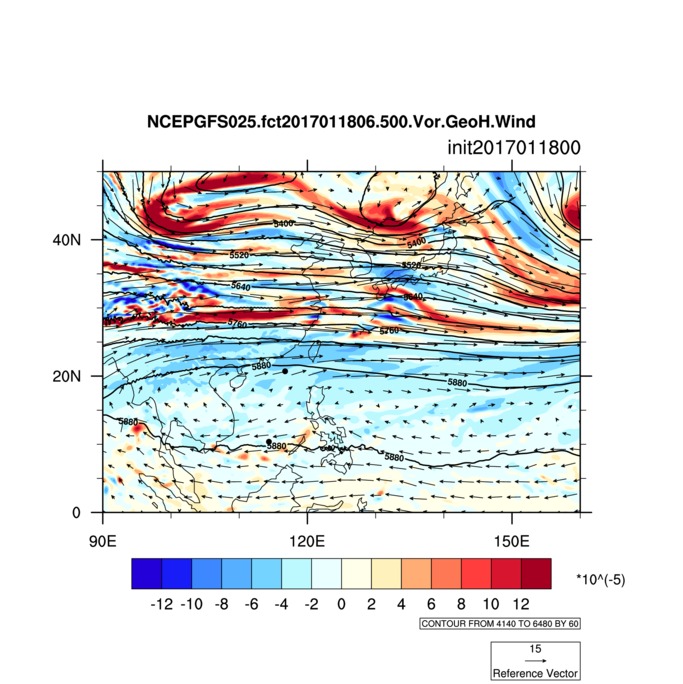 NCEPGFS025.fct2017011806.500.Vor.GeoH.Wind
init2017011800
5400
40N
5400
5520
5520
5640
5640
5760
5760
5880
20N
5880
5880
5880
5880
0
90E 120E 150E
-12 -10 -8 -6 -4 -2 0 2 4 6 8 10 12
*10^(-5)
CONTOUR FROM 4140 TO 6480 BY 60
15
Reference Vector